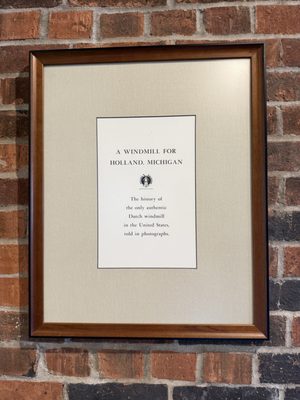 A WINDMILL FOR
HOLLAND, MICHIGAN
The history of
the only authentic
Dutch windmill
in the United States,
told in photographs.